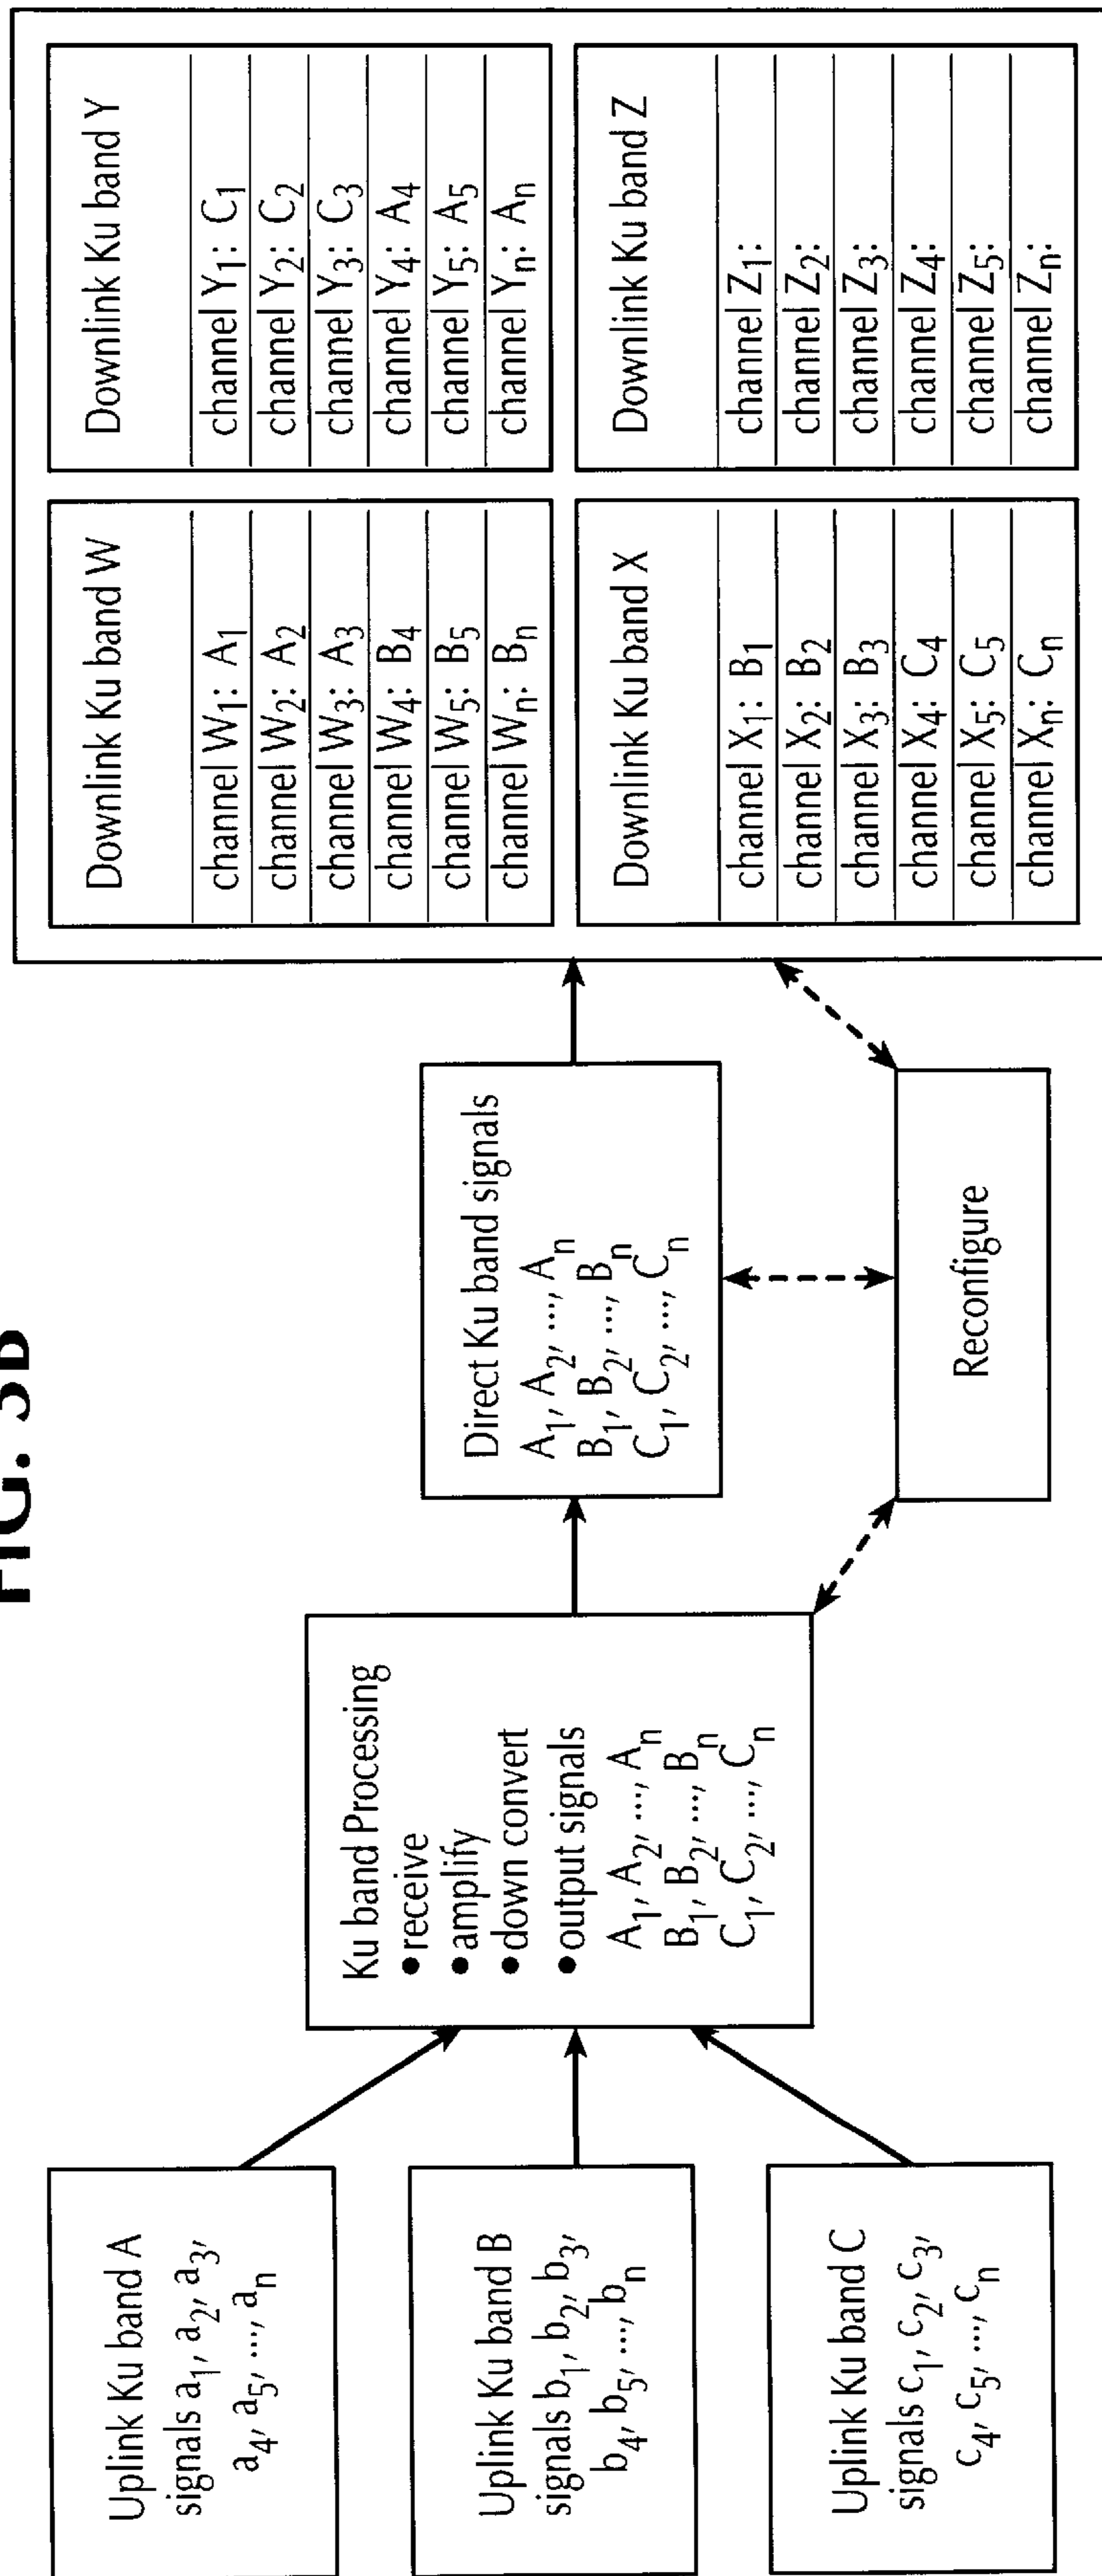 FIG. 3B
Uplink Ku band A
signals a₁, a₂, a₃,
a₄, a₅, ..., aₙ
Uplink Ku band B
signals b₁, b₂, b₃,
b₄, b₅, ..., bₙ
Uplink Ku band C
signals c₁, c₂, c₃,
c₄, c₅, ..., cₙ
Ku band Processing
•receive
•amplify
•down convert
•output signals
A₁, A₂, ..., Aₙ
B₁, B₂, ..., Bₙ
C₁, C₂, ..., Cₙ
Direct Ku band signals
A₁, A₂, ..., Aₙ
B₁, B₂, ..., Bₙ
C₁, C₂, ..., Cₙ
Reconfigure
Downlink Ku band W
channel W₁: A₁
channel W₂: A₂
channel W₃: A₃
channel W₄: B₄
channel W₅: B₅
channel Wₙ: Bₙ
Downlink Ku band Y
channel Y₁: C₁
channel Y₂: C₂
channel Y₃: C₃
channel Y₄: A₄
channel Y₅: A₅
channel Yₙ: Aₙ
Downlink Ku band X
channel X₁: B₁
channel X₂: B₂
channel X₃: B₃
channel X₄: C₄
channel X₅: C₅
channel Xₙ: Cₙ
Downlink Ku band Z
channel Z₁:
channel Z₂:
channel Z₃:
channel Z₄:
channel Z₅:
channel Zₙ: